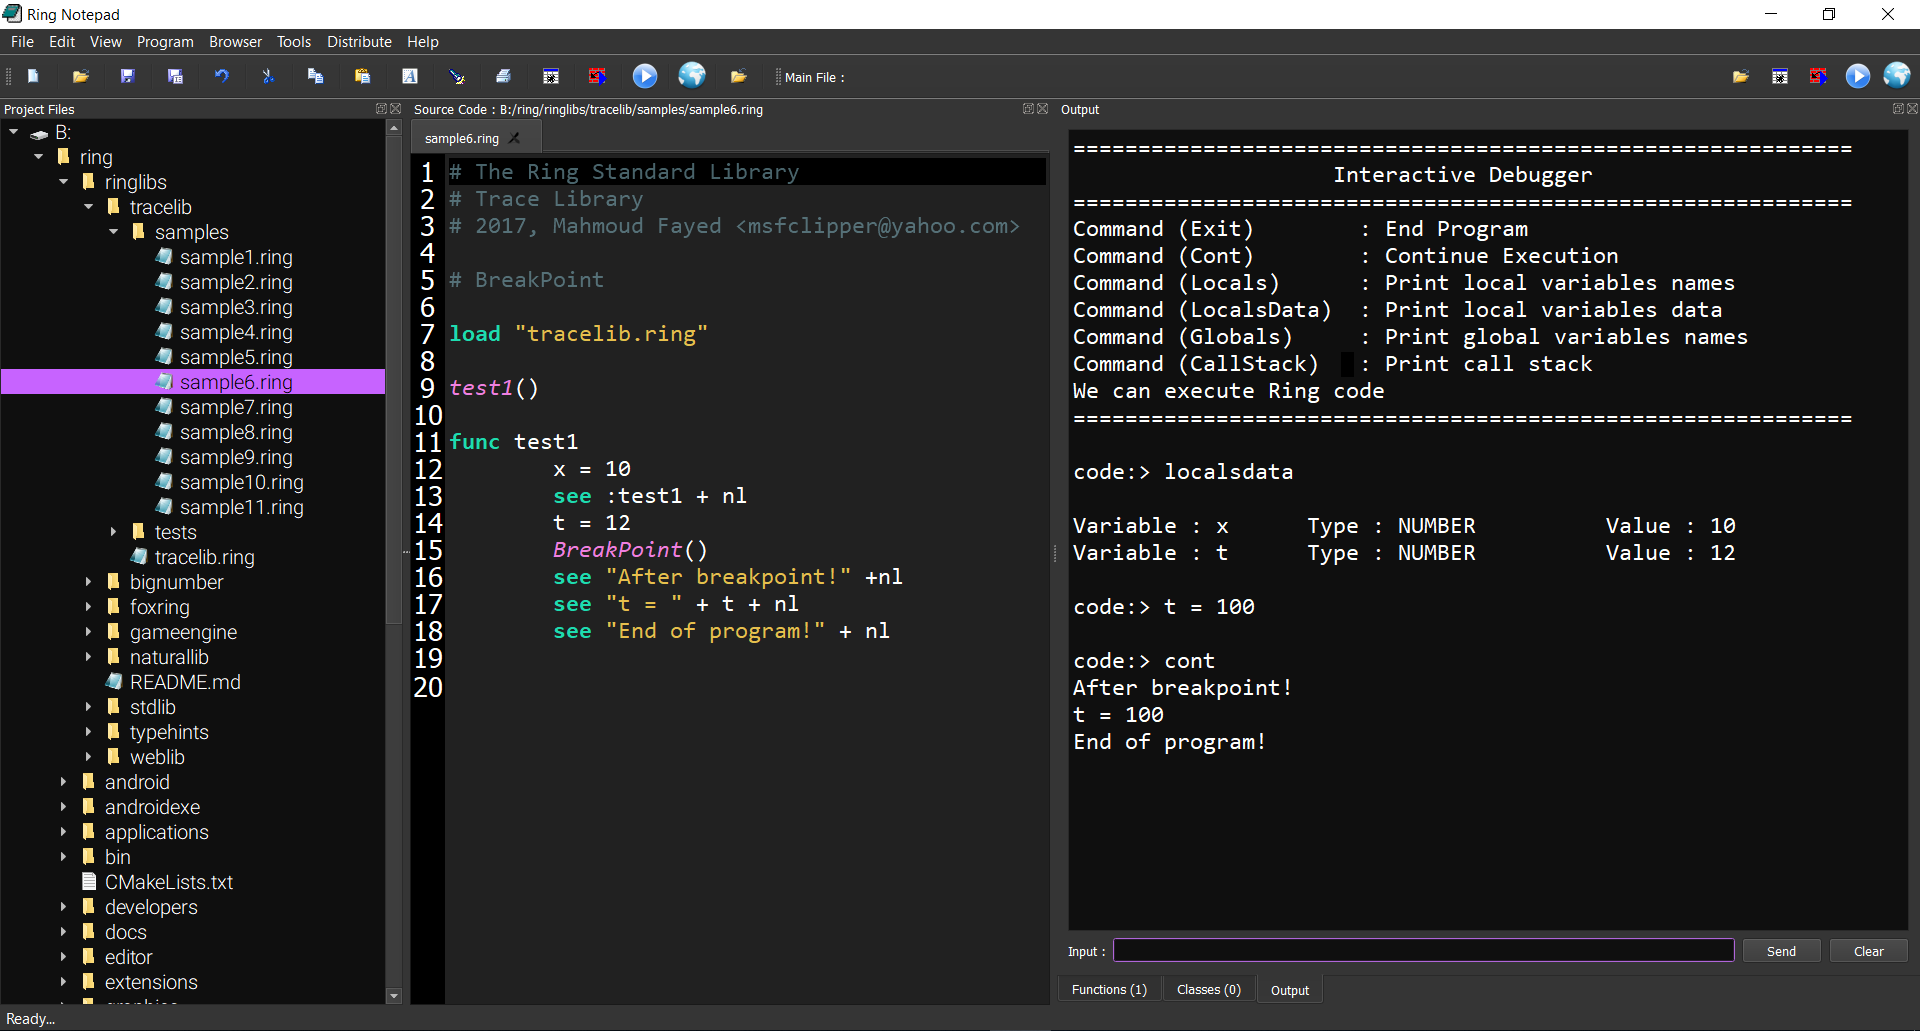 Ring Notepad
File Edit View Program Browser Tools Distribute Help
Main File :
Project Files
B:
ring
ringlibs
tracelib
samples
sample1.ring
sample2.ring
sample3.ring
sample4.ring
sample5.ring
sample6.ring
sample7.ring
sample8.ring
sample9.ring
sample10.ring
sample11.ring
tests
tracelib.ring
bignumber
foxring
gameengine
naturallib
README.md
stdlib
typehints
weblib
android
androidexe
applications
bin
CMakeLists.txt
developers
docs
editor
extensions
Source Code : B:/ring/ringlibs/tracelib/samples/sample6.ring
sample6.ring
1 # The Ring Standard Library
2 # Trace Library
3 # 2017, Mahmoud Fayed <msfclipper@yahoo.com>
4
5 # BreakPoint
6
7 load "tracelib.ring"
8
9 test1()
10
11 func test1
12 x = 10
13 see :test1 + nl
14 t = 12
15 BreakPoint()
16 see "After breakpoint!" +nl
17 see "t = " + t + nl
18 see "End of program!" + nl
19
20
Output
============================================================
Interactive Debugger
============================================================
Command (Exit) : End Program
Command (Cont) : Continue Execution
Command (Locals) : Print local variables names
Command (LocalsData) : Print local variables data
Command (Globals) : Print global variables names
Command (CallStack) : Print call stack
We can execute Ring code
============================================================
code:> localsdata
Variable : x Type : NUMBER Value : 10
Variable : t Type : NUMBER Value : 12
code:> t = 100
code:> cont
After breakpoint!
t = 100
End of program!
Input :
Send Clear
Functions (1) Classes (0) Output
Ready...